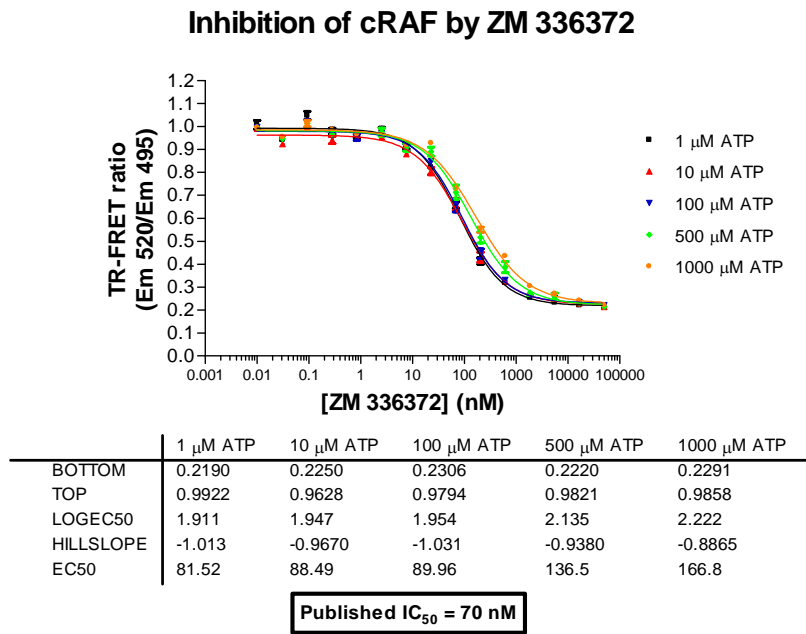 Inhibition of cRAF by ZM 336372
1.2
1.1
1.0
0.9
0.8
0.7
0.6
0.5
0.4
0.3
0.2
0.1
0.0
TR-FRET ratio
(Em 520/Em 495)
0.001 0.01 0.1 1 10 100 1000 10000 100000
[ZM 336372] (nM)
1 μM ATP
10 μM ATP
100 μM ATP
500 μM ATP
1000 μM ATP
1 μM ATP 10 μM ATP 100 μM ATP 500 μM ATP 1000 μM ATP
BOTTOM 0.2190 0.2250 0.2306 0.2220 0.2291
TOP 0.9922 0.9628 0.9794 0.9821 0.9858
LOGEC50 1.911 1.947 1.954 2.135 2.222
HILLSLOPE -1.013 -0.9670 -1.031 -0.9380 -0.8865
EC50 81.52 88.49 89.96 136.5 166.8
Published IC50 = 70 nM